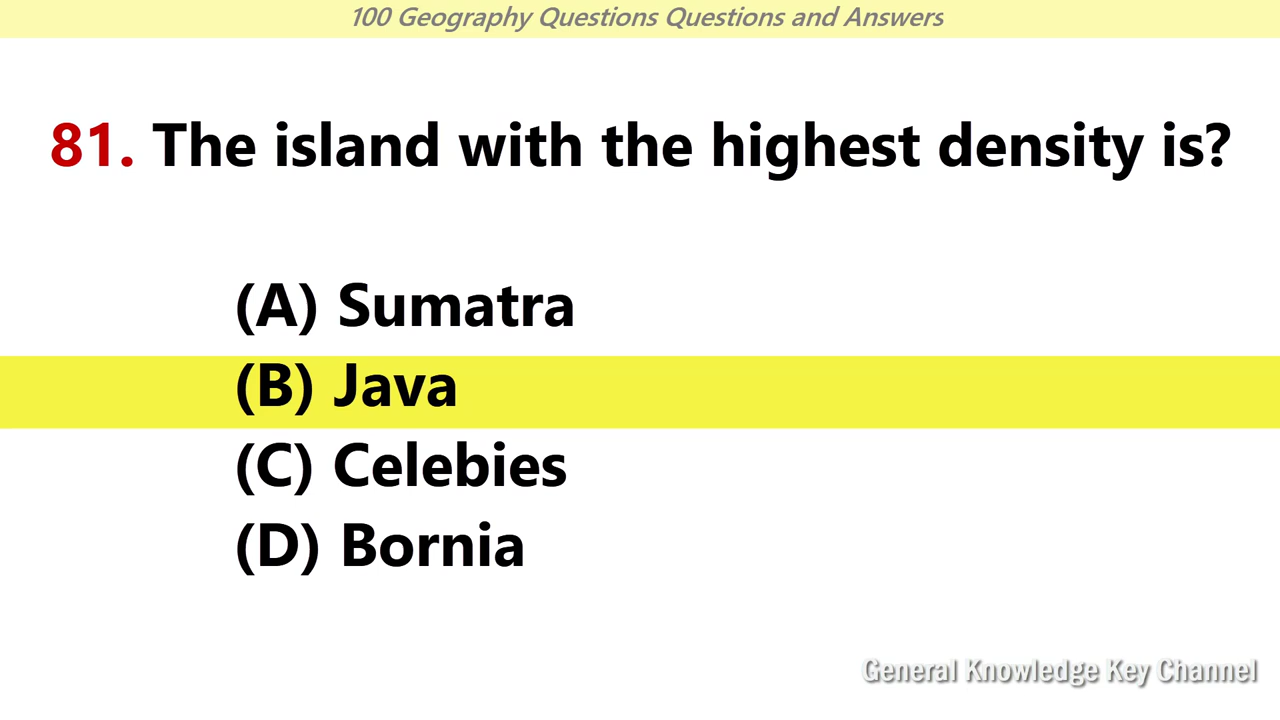 100 Geography Questions Questions and Answers
81. The island with the highest density is?
(A) Sumatra
(B) Java
(C) Celebies
(D) Bornia
General Knowledge Key Channel